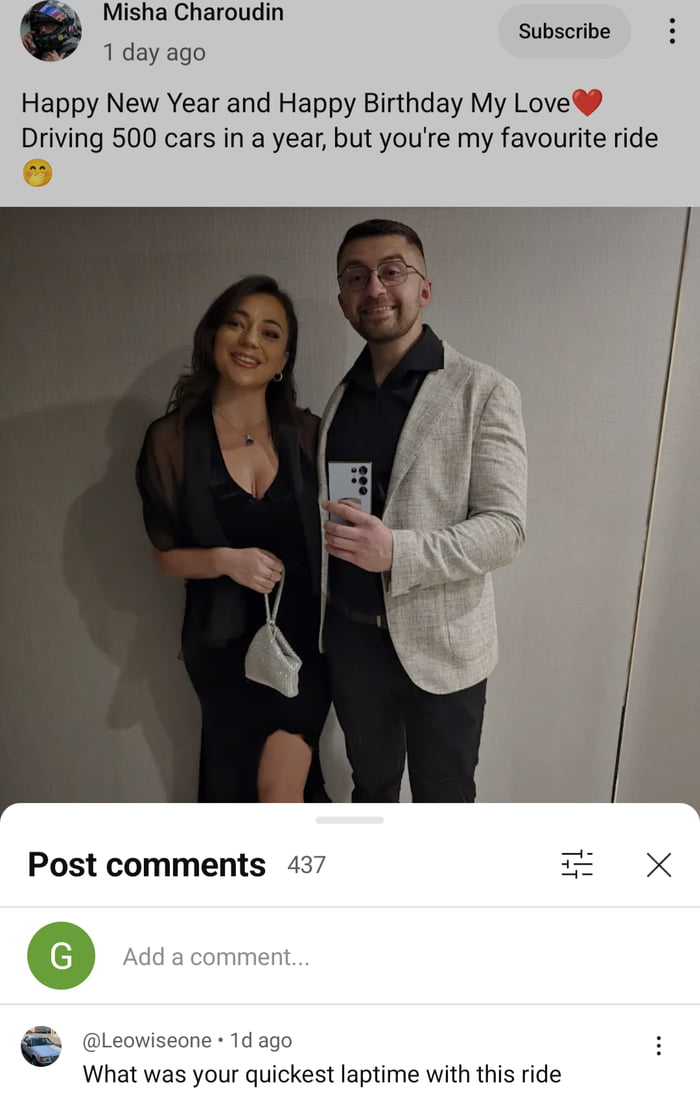 Misha Charoudin
Subscribe
1 day ago
Happy New Year and Happy Birthday My Love❤️
Driving 500 cars in a year, but you're my favourite ride
🤭
Post comments 437
G
Add a comment...
@Leowiseone • 1d ago
What was your quickest laptime with this ride